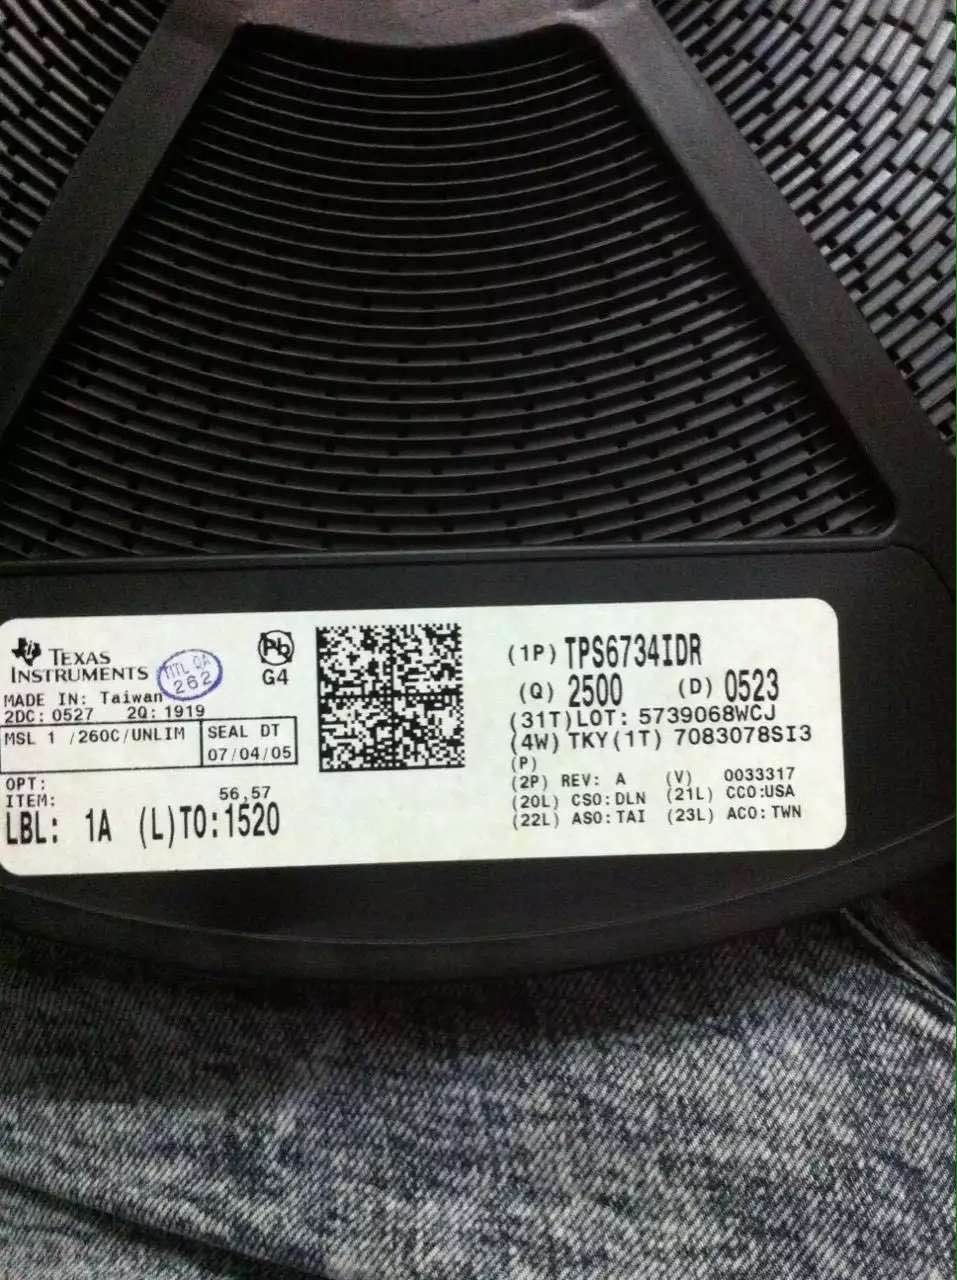 TEXAS
INSTRUMENTS
MADE IN: Taiwan
2DC: 0527 2Q: 1919
MSL 1 /260C/UNLIM
SEAL DT
07/04/05
OPT:
ITEM:
56,57
LBL: 1A (L)TO:1520
QA
262
Pb
G4
(1P) TPS6734IDR
(Q) 2500 (D) 0523
(31T)LOT: 5739068WCJ
(4W) TKY(1T) 7083078SI3
(P)
(2P) REV: A (V) 0033317
(20L) CSO:DLN (21L) CCO:USA
(22L) ASO:TAI (23L) ACO:TWN